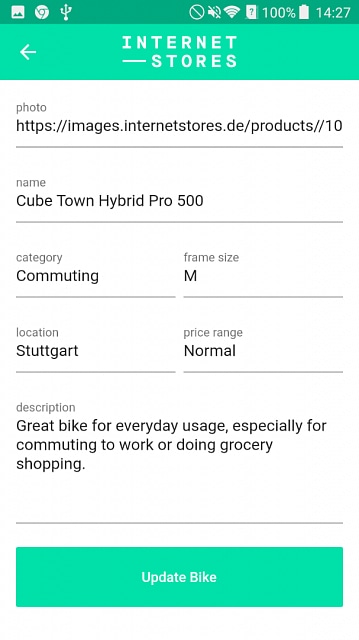 100% 14:27
INTERNET
STORES
photo
https://images.internetstores.de/products//10
name
Cube Town Hybrid Pro 500
category
frame size
Commuting
M
location
price range
Stuttgart
Normal
description
Great bike for everyday usage, especially for
commuting to work or doing grocery
shopping.
Update Bike